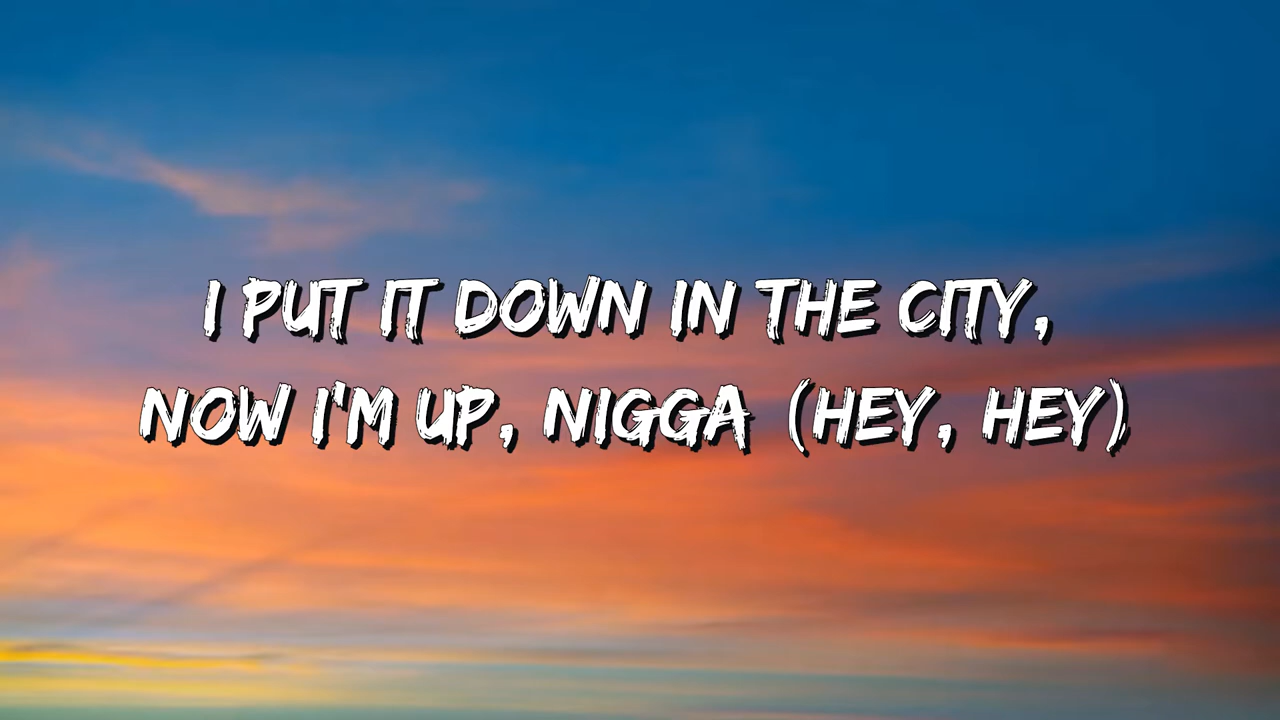 I PUT IT DOWN IN THE CITY,
NOW I'M UP, NIGGA (HEY, HEY)